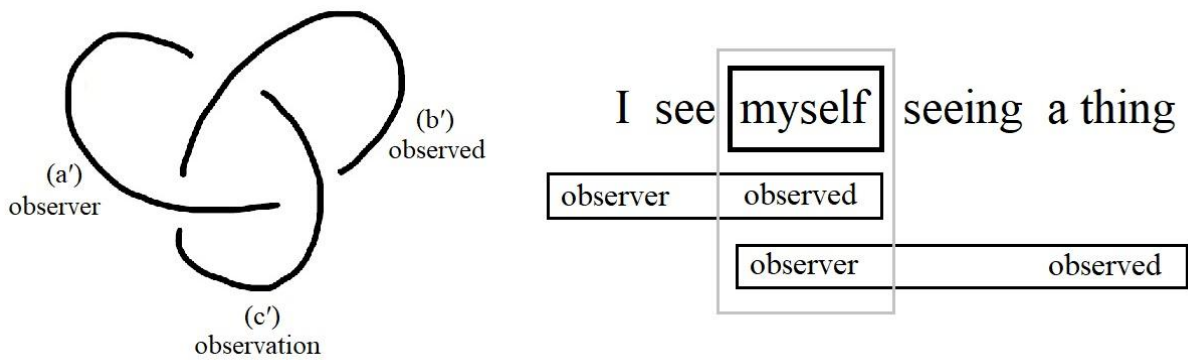 (a′)
observer
(b′)
observed
(c′)
observation
I see myself seeing a thing
observer observed
observer observed